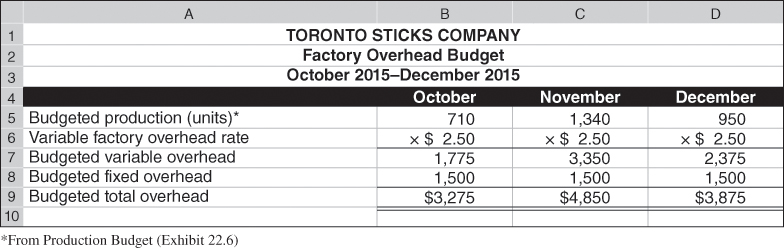 A B C D
1 TORONTO STICKS COMPANY
2 Factory Overhead Budget
3 October 2015–December 2015
4 October November December
5 Budgeted production (units)* 710 1,340 950
6 Variable factory overhead rate × $ 2.50 × $ 2.50 × $ 2.50
7 Budgeted variable overhead 1,775 3,350 2,375
8 Budgeted fixed overhead 1,500 1,500 1,500
9 Budgeted total overhead $3,275 $4,850 $3,875
10
*From Production Budget (Exhibit 22.6)